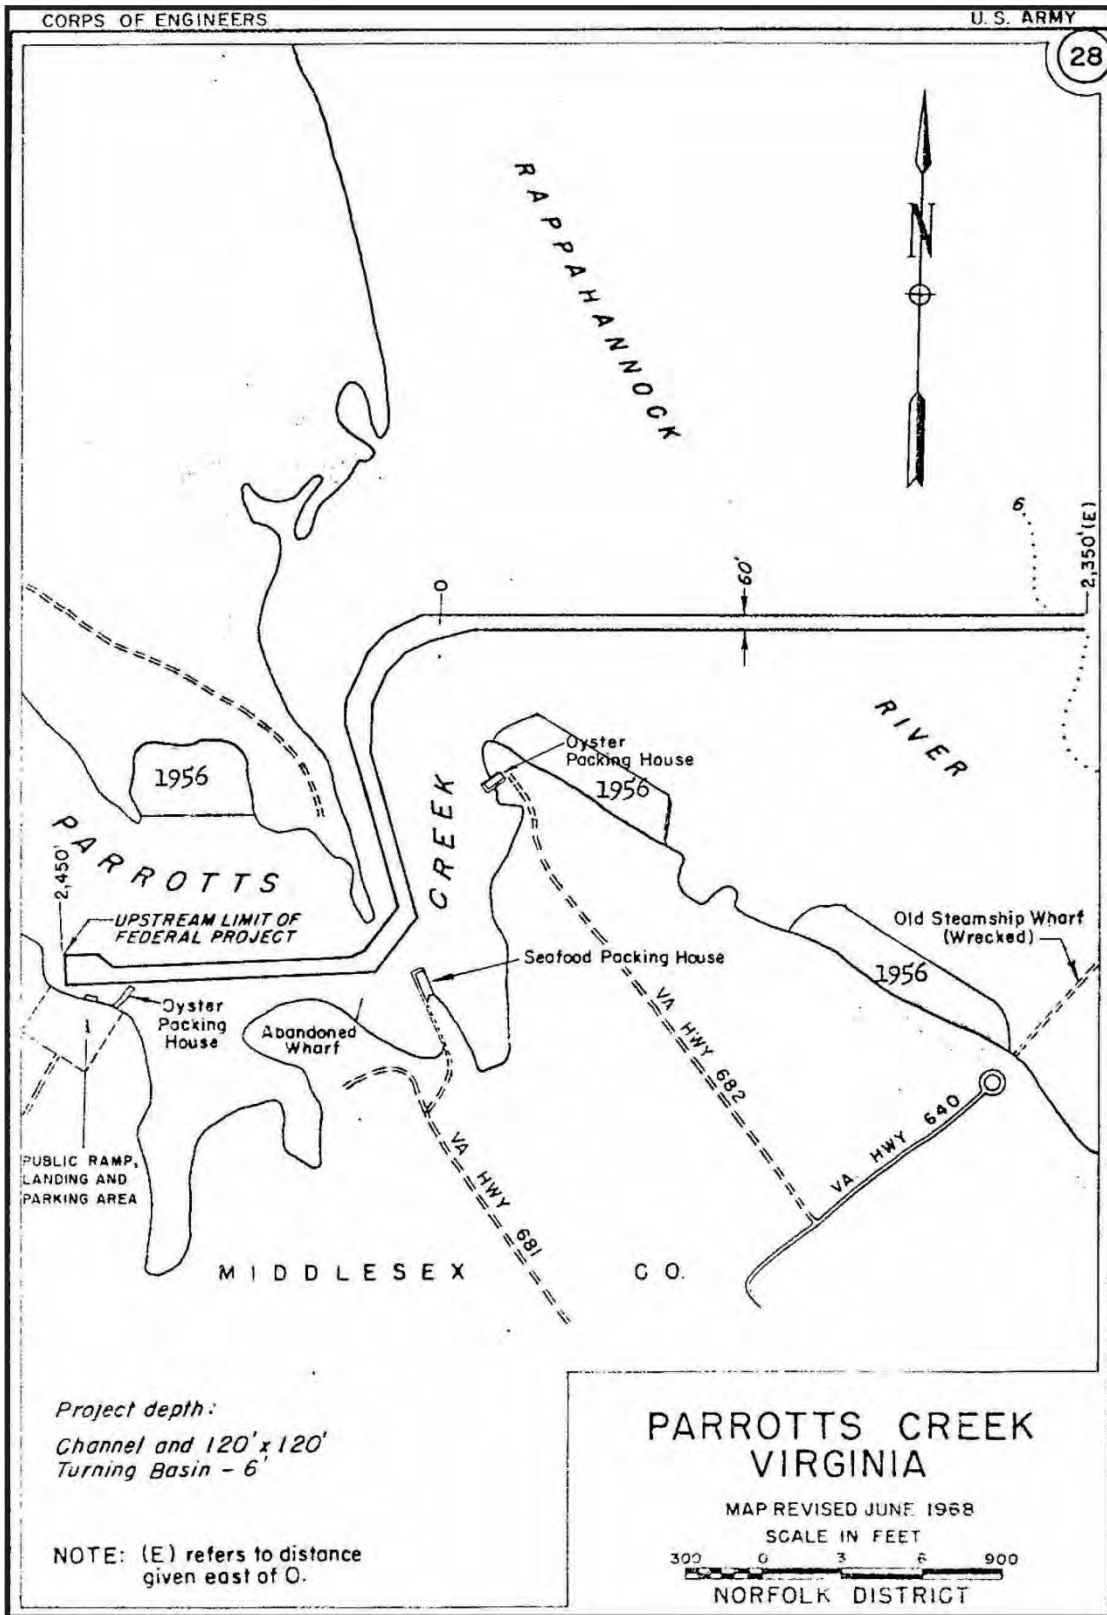 CORPS OF ENGINEERS
U.S. ARMY
28
RAPPAHANNOCK
N
6
2,350'(E)
0
60'
RIVER
Oyster
Packing House
1956
1956
CREEK
PARROTTS
2,450'
UPSTREAM LIMIT OF
FEDERAL PROJECT
Old Steamship Wharf
(Wrecked)
1956
Seafood Packing House
Oyster
Packing
House
Abandoned
Wharf
VA HWY 682
VA HWY 640
VA HWY 681
PUBLIC RAMP,
LANDING AND
PARKING AREA
MIDDLESEX CO.
Project depth:
Channel and 120' x 120'
Turning Basin - 6'
NOTE: (E) refers to distance
given east of O.
PARROTTS CREEK
VIRGINIA
MAP REVISED JUNE 1968
SCALE IN FEET
300 0 3 6 900
NORFOLK DISTRICT